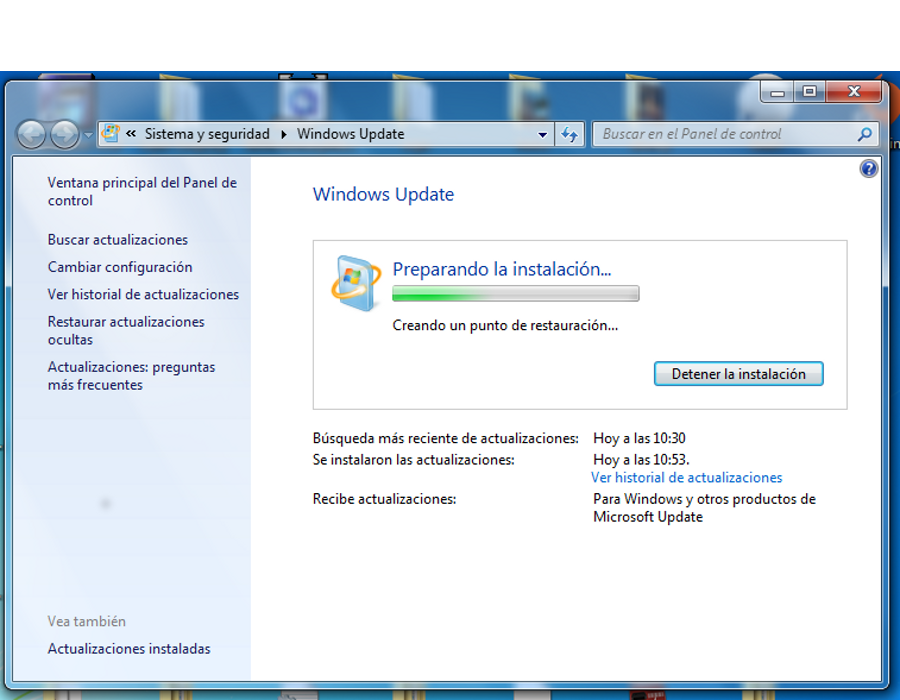 « Sistema y seguridad ▸ Windows Update
Buscar en el Panel de control
Ventana principal del Panel de
control
Buscar actualizaciones
Cambiar configuración
Ver historial de actualizaciones
Restaurar actualizaciones
ocultas
Actualizaciones: preguntas
más frecuentes
Vea también
Actualizaciones instaladas
Windows Update
Preparando la instalación...
Creando un punto de restauración...
Detener la instalación
Búsqueda más reciente de actualizaciones: Hoy a las 10:30
Se instalaron las actualizaciones: Hoy a las 10:53.
Ver historial de actualizaciones
Recibe actualizaciones: Para Windows y otros productos de
Microsoft Update